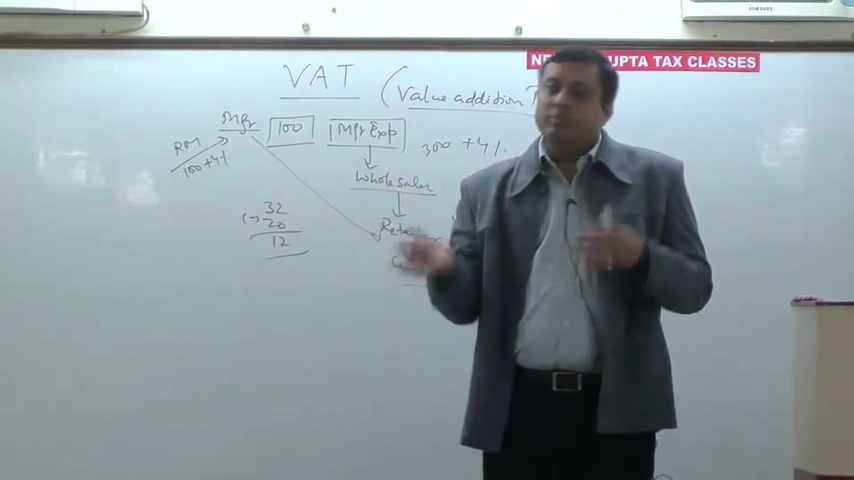 SAMSUNG
UPTA TAX CLASSES
VAT (Value addition T
Mfr 100 Mfr Exp 300 + 4%
RM
100 + 4%
Wholesaler
32
(-) 20
12